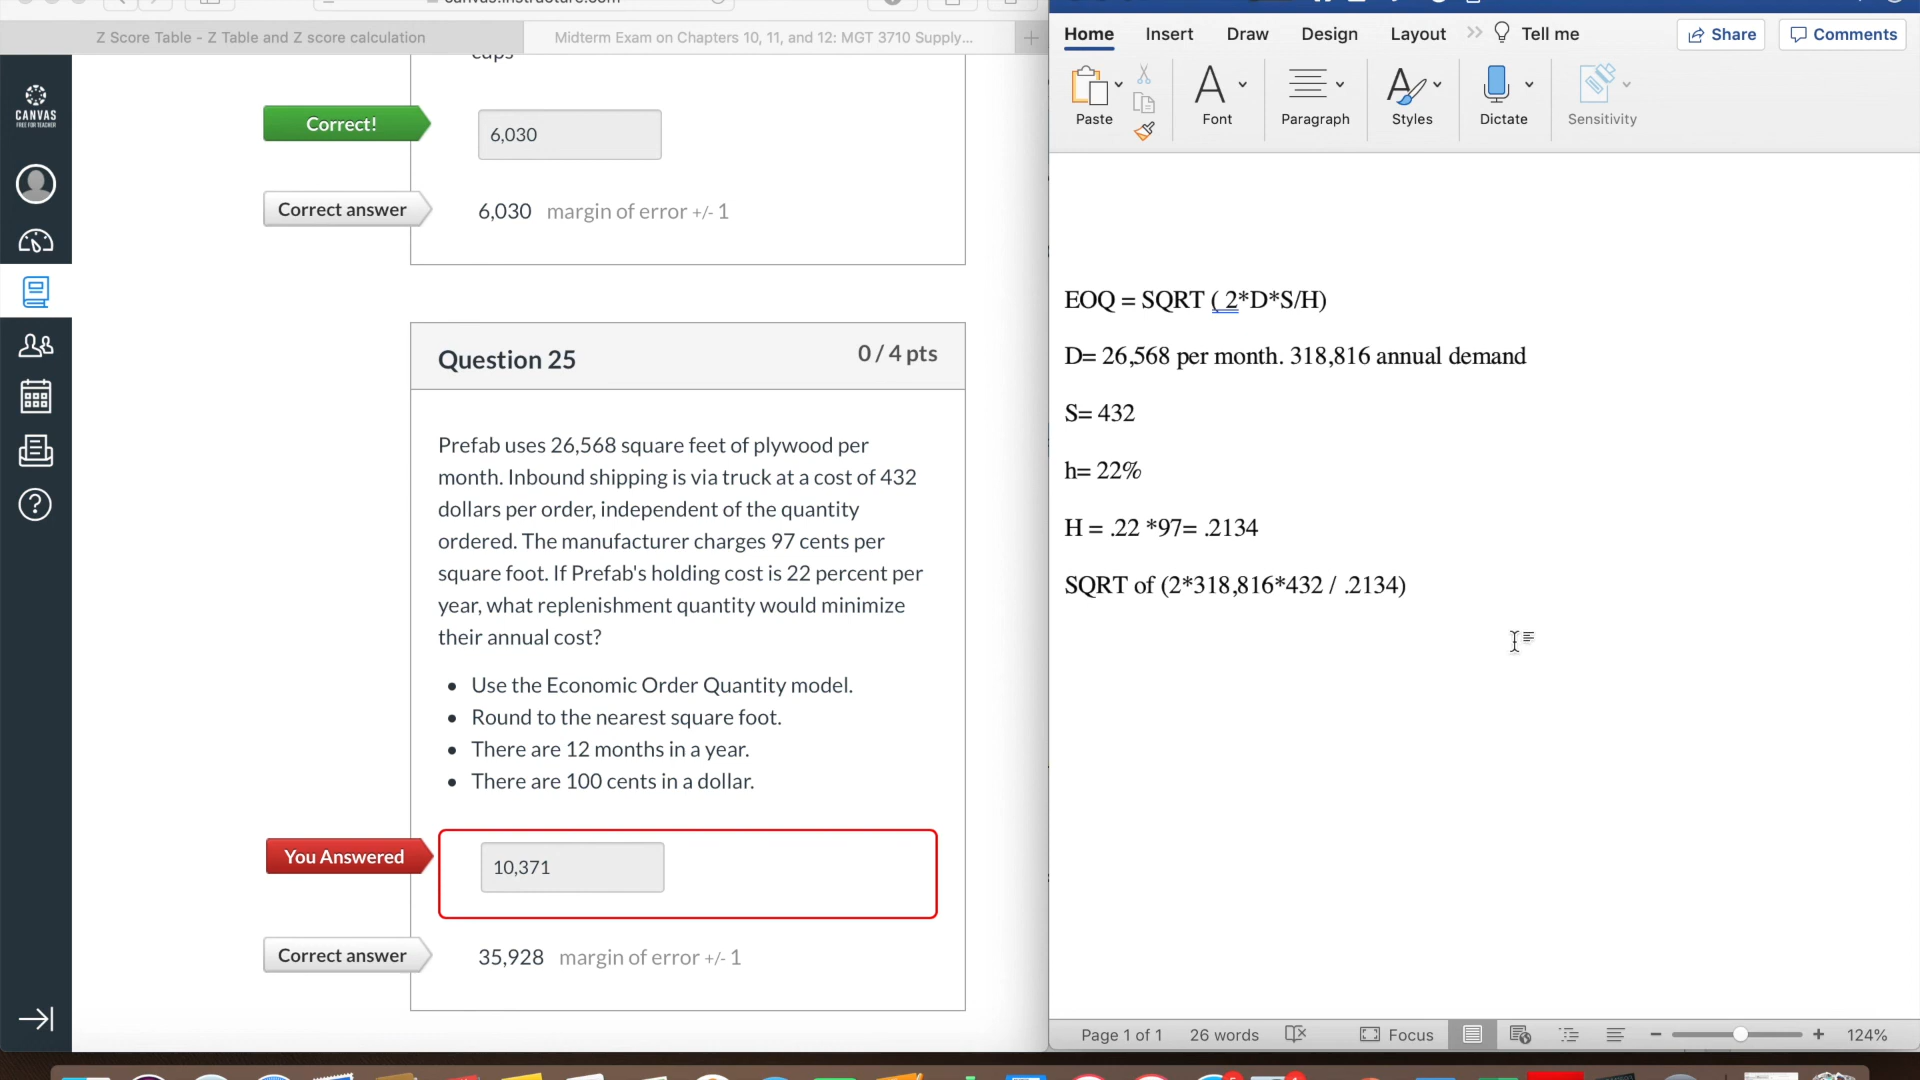 Z Score Table - Z Table and Z score calculation
Midterm Exam on Chapters 10, 11, and 12: MGT 3710 Supply...
CANVAS
FREE FOR TEACHER
Correct!
6,030
Correct answer
6,030 margin of error +/- 1
Question 25
0 / 4 pts
Prefab uses 26,568 square feet of plywood per
month. Inbound shipping is via truck at a cost of 432
dollars per order, independent of the quantity
ordered. The manufacturer charges 97 cents per
square foot. If Prefab's holding cost is 22 percent per
year, what replenishment quantity would minimize
their annual cost?
• Use the Economic Order Quantity model.
• Round to the nearest square foot.
• There are 12 months in a year.
• There are 100 cents in a dollar.
You Answered
10,371
Correct answer
35,928 margin of error +/- 1
Home Insert Draw Design Layout Tell me
Share Comments
Paste Font Paragraph Styles Dictate Sensitivity
EOQ = SQRT ( 2*D*S/H)
D= 26,568 per month. 318,816 annual demand
S= 432
h= 22%
H = .22 *97= .2134
SQRT of (2*318,816*432 / .2134)
Page 1 of 1 26 words Focus 124%